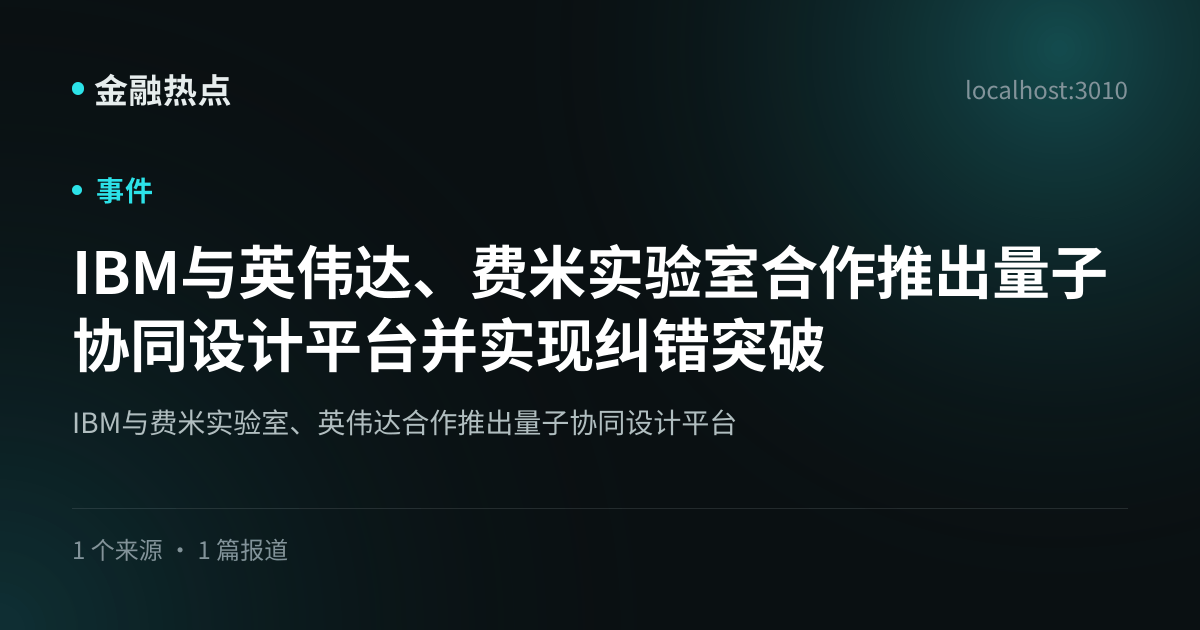 金融热点
localhost:3010
事件
IBM与英伟达、费米实验室合作推出量子
协同设计平台并实现纠错突破
IBM与费米实验室、英伟达合作推出量子协同设计平台
1 个来源 · 1 篇报道